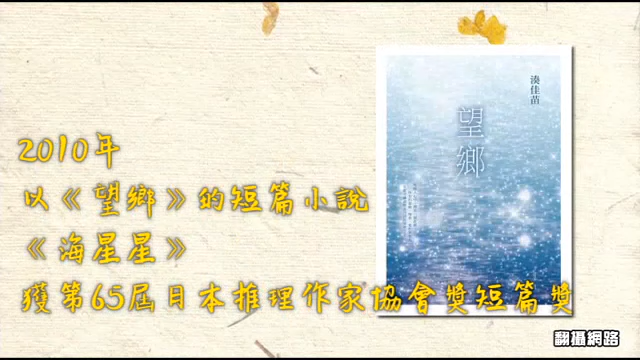 湊佳苗
望鄉
2010年
以《望鄉》的短篇小說
《海星星》
獲第65屆日本推理作家協會獎短篇獎
翻攝網路